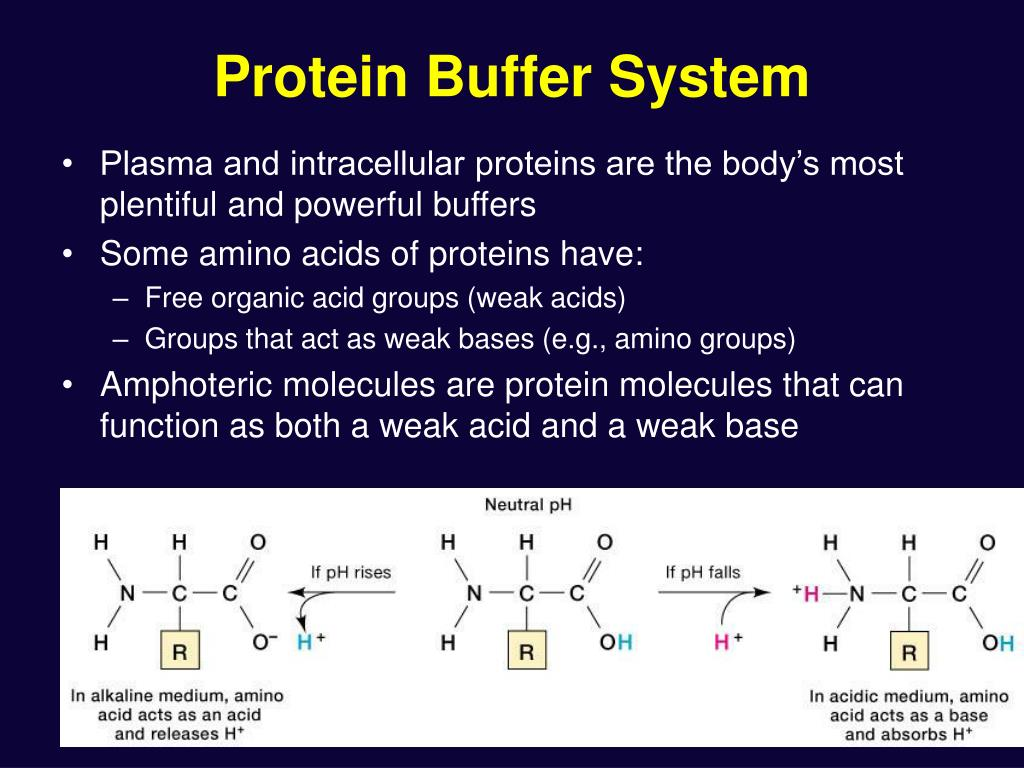 Protein Buffer System
• Plasma and intracellular proteins are the body’s most
plentiful and powerful buffers
• Some amino acids of proteins have:
– Free organic acid groups (weak acids)
– Groups that act as weak bases (e.g., amino groups)
• Amphoteric molecules are protein molecules that can
function as both a weak acid and a weak base
Neutral pH
H H O
N C C
H R O⁻
If pH rises
H⁺
H H O
N C C
H R OH
If pH falls
H⁺
H H O
⁺H N C C
H R OH
In alkaline medium, amino
acid acts as an acid
and releases H⁺
In acidic medium, amino
acid acts as a base
and absorbs H⁺